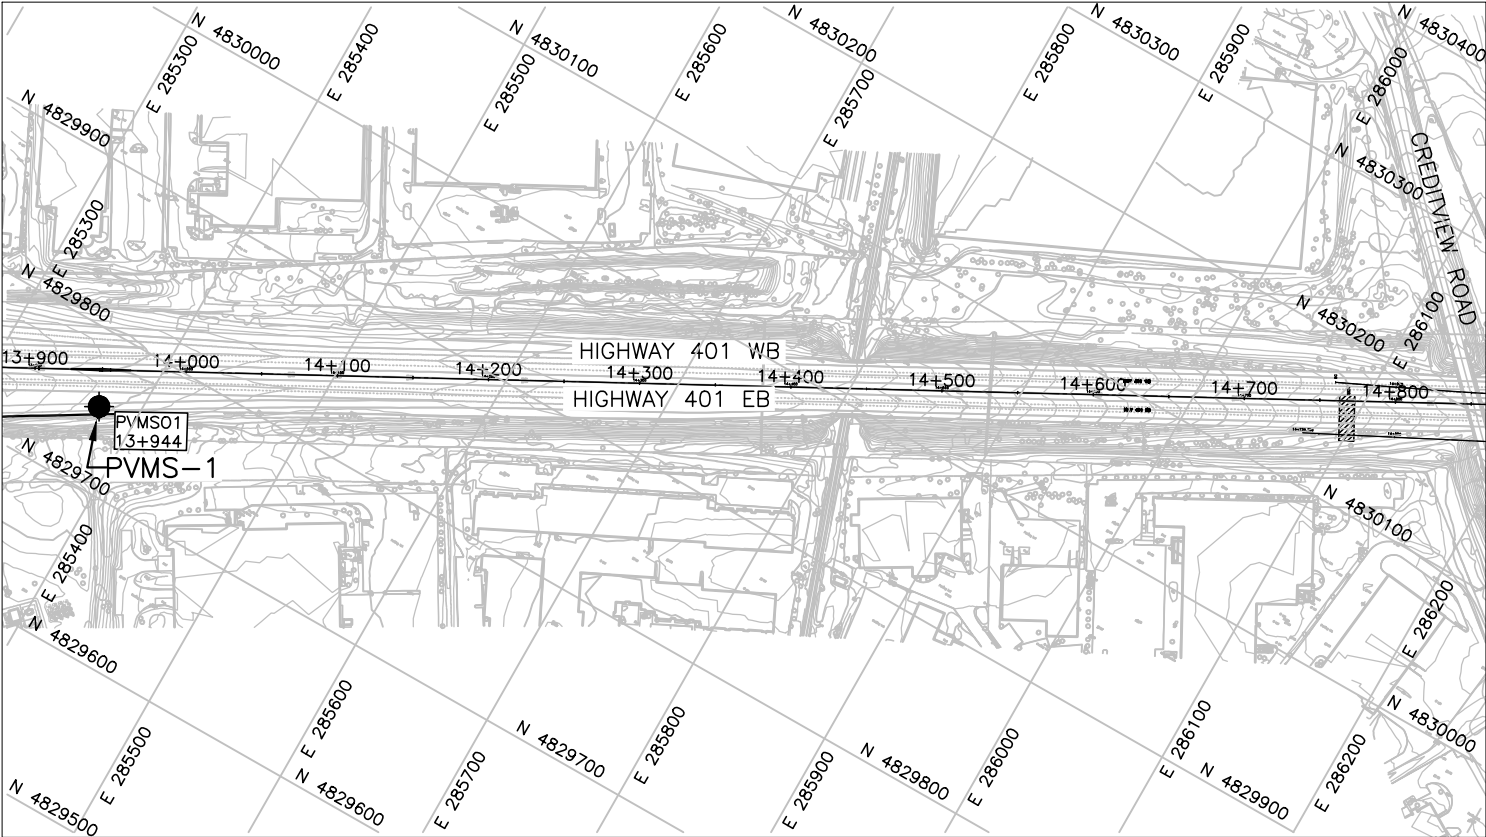 N 4830000
E 285300
E 285400
N 4830100
E 285500
E 285600
N 4830200
E 285700
E 285800
N 4830300
E 285900
E 286000
N 4830400
N 4829900
CREDITVIEW ROAD
N 4830300
E 285300
N 4829800
N 4830200
E 286100
HIGHWAY 401 WB
13+900
14+000
14+100
14+200
14+300
14+400
14+500
14+600
14+700
14+800
HIGHWAY 401 EB
PVMS01
13+944
PVMS-1
N 4829700
N 4830100
E 285400
E 286200
N 4829600
E 285600
E 285800
N 4829700
E 286100
N 4830000
E 285500
E 285700
E 285900
N 4829800
E 286000
N 4829900
E 286200
N 4829500
N 4829600